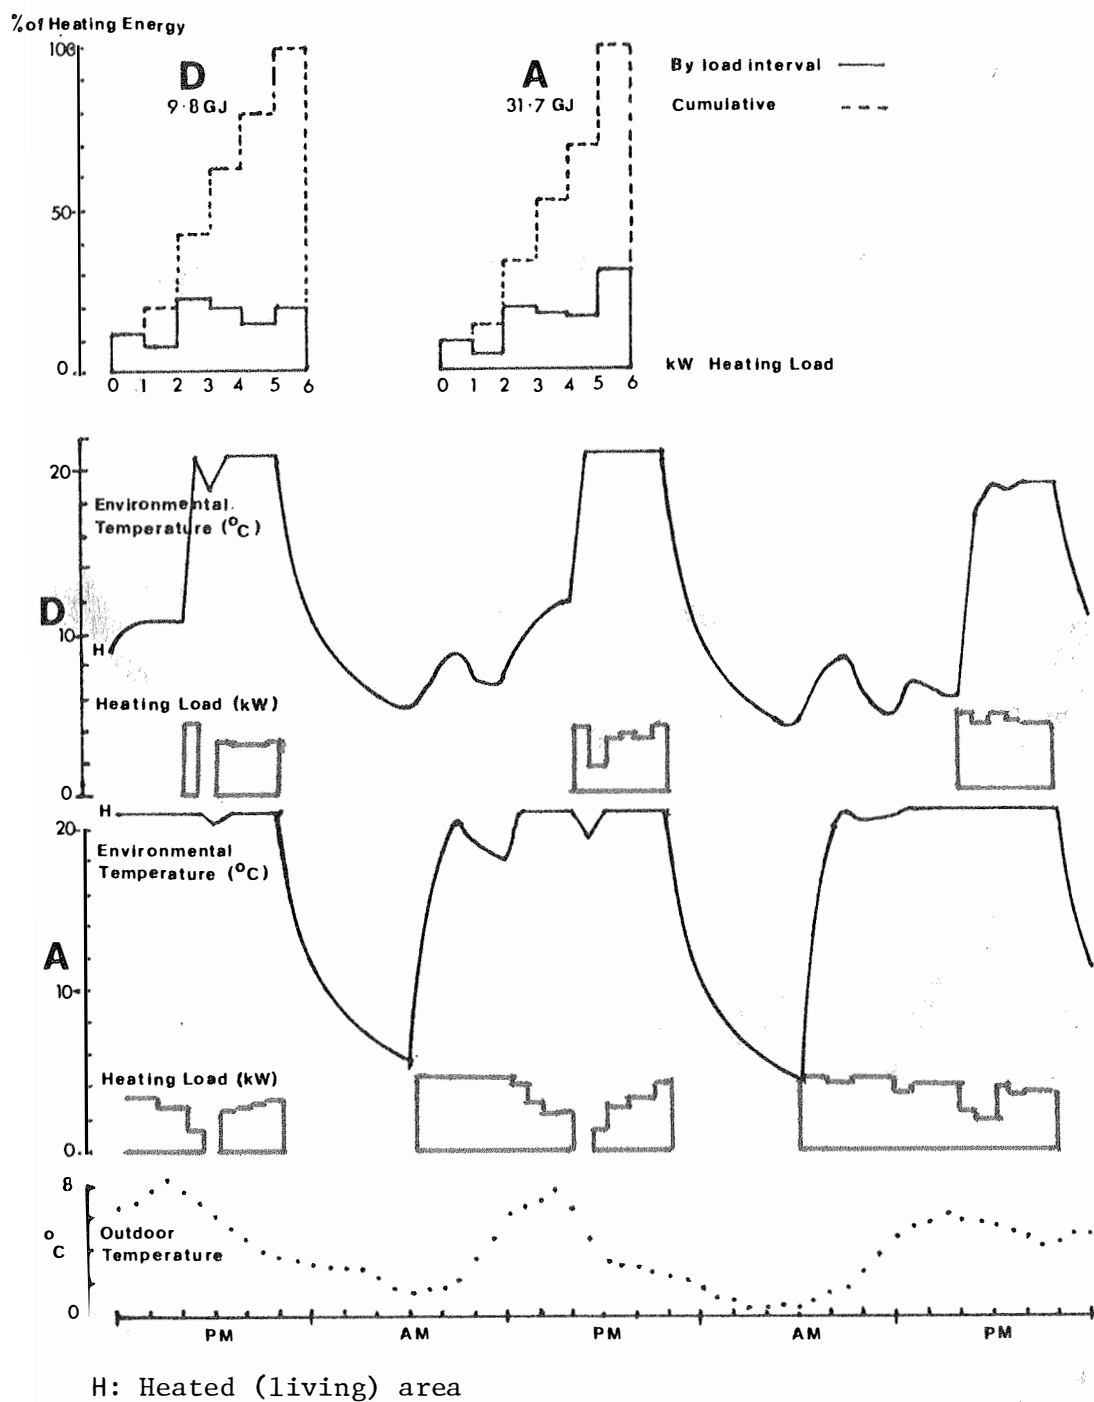 % of Heating Energy
100
D
9·8 GJ
A
31·7 GJ
By load interval
Cumulative
50
0
0 1 2 3 4 5 6
0 1 2 3 4 5 6
kW Heating Load
20
Environmental
Temperature (°C)
D
10
H
Heating Load (kW)
0
H
20
Environmental
Temperature (°C)
A
10
Heating Load (kW)
0
8
°C
Outdoor
Temperature
0
PM AM PM AM PM
H: Heated (living) area